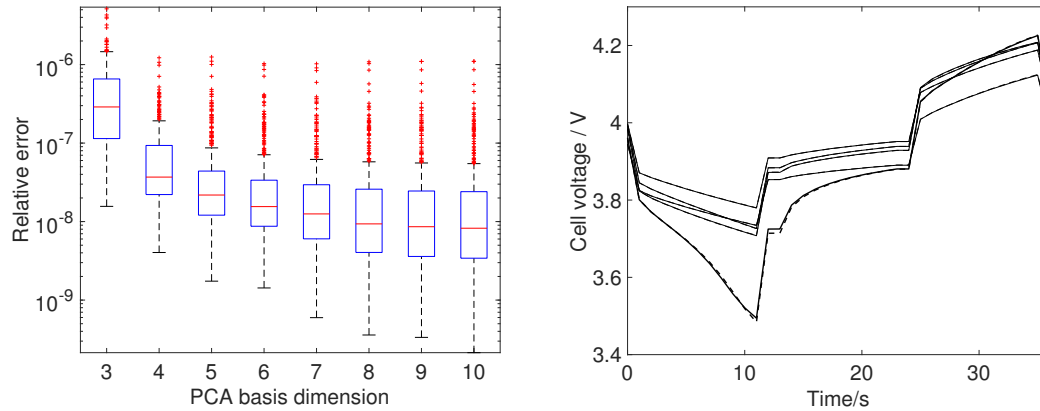 10^-6
10^-7
10^-8
10^-9
Relative error
3 4 5 6 7 8 9 10
PCA basis dimension
4.2
4
3.8
3.6
3.4
Cell voltage / V
0 10 20 30
Time/s